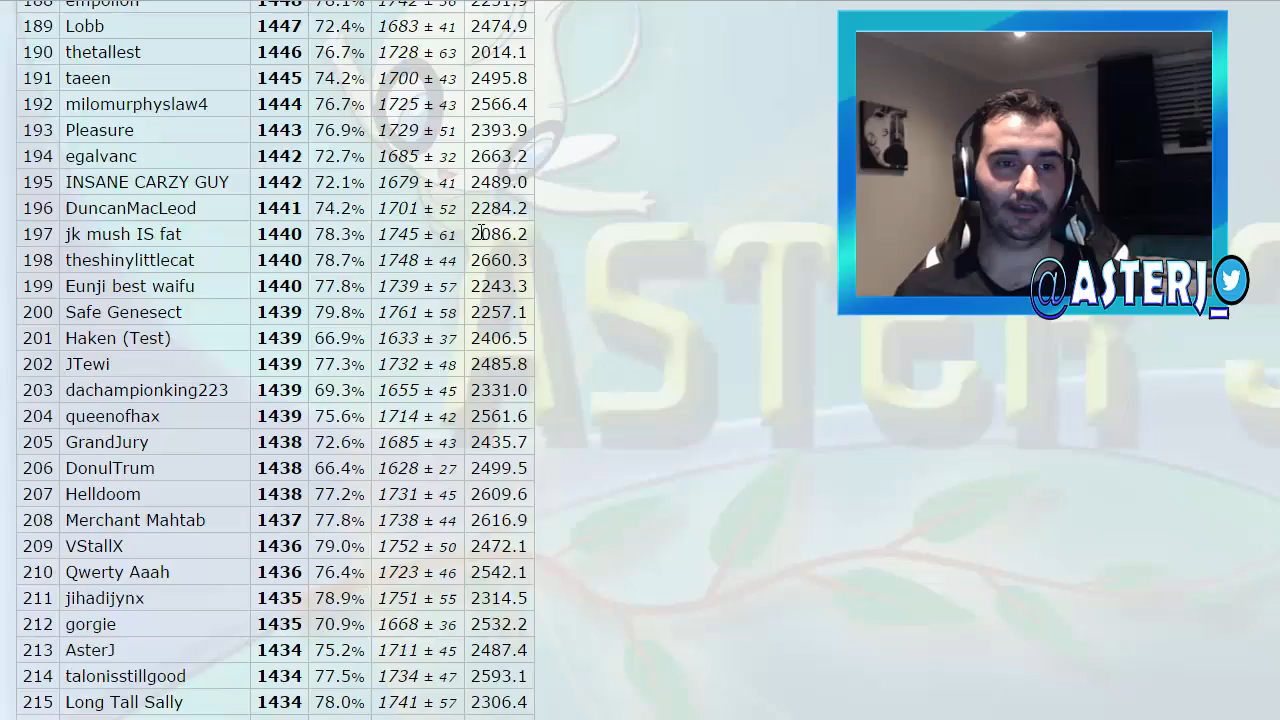 188 empollon 1448 78.1% 1742 ± 56 2251.9
189 Lobb 1447 72.4% 1683 ± 41 2474.9
190 thetallest 1446 76.7% 1728 ± 63 2014.1
191 taeen 1445 74.2% 1700 ± 43 2495.8
192 milomurphyslaw4 1444 76.7% 1725 ± 43 2566.4
193 Pleasure 1443 76.9% 1729 ± 51 2393.9
194 egalvanc 1442 72.7% 1685 ± 32 2663.2
195 INSANE CARZY GUY 1442 72.1% 1679 ± 41 2489.0
196 DuncanMacLeod 1441 74.2% 1701 ± 52 2284.2
197 jk mush IS fat 1440 78.3% 1745 ± 61 2086.2
198 theshinylittlecat 1440 78.7% 1748 ± 44 2660.3
199 Eunji best waifu 1440 77.8% 1739 ± 57 2243.3
200 Safe Genesect 1439 79.8% 1761 ± 58 2257.1
201 Haken (Test) 1439 66.9% 1633 ± 37 2406.5
202 JTewi 1439 77.3% 1732 ± 48 2485.8
203 dachampionking223 1439 69.3% 1655 ± 45 2331.0
204 queenofhax 1439 75.6% 1714 ± 42 2561.6
205 GrandJury 1438 72.6% 1685 ± 43 2435.7
206 DonulTrum 1438 66.4% 1628 ± 27 2499.5
207 Helldoom 1438 77.2% 1731 ± 45 2609.6
208 Merchant Mahtab 1437 77.8% 1738 ± 44 2616.9
209 VStallX 1436 79.0% 1752 ± 50 2472.1
210 Qwerty Aaah 1436 76.4% 1723 ± 46 2542.1
211 jihadijynx 1435 78.9% 1751 ± 55 2314.5
212 gorgie 1435 70.9% 1668 ± 36 2532.2
213 AsterJ 1434 75.2% 1711 ± 45 2487.4
214 talonisstillgood 1434 77.5% 1734 ± 47 2593.1
215 Long Tall Sally 1434 78.0% 1741 ± 57 2306.4
@ASTERJ_
ASTER